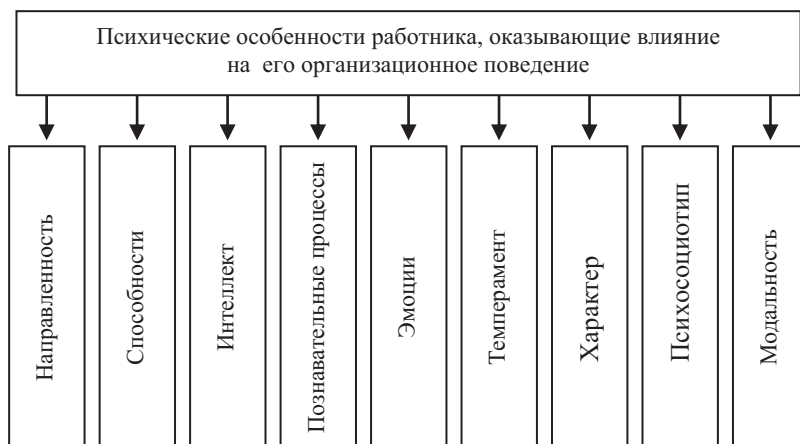 Психические особенности работника, оказывающие влияние
на его организационное поведение
Направленность
Способности
Интеллект
Познавательные процессы
Эмоции
Темперамент
Характер
Психосоциотип
Модальность